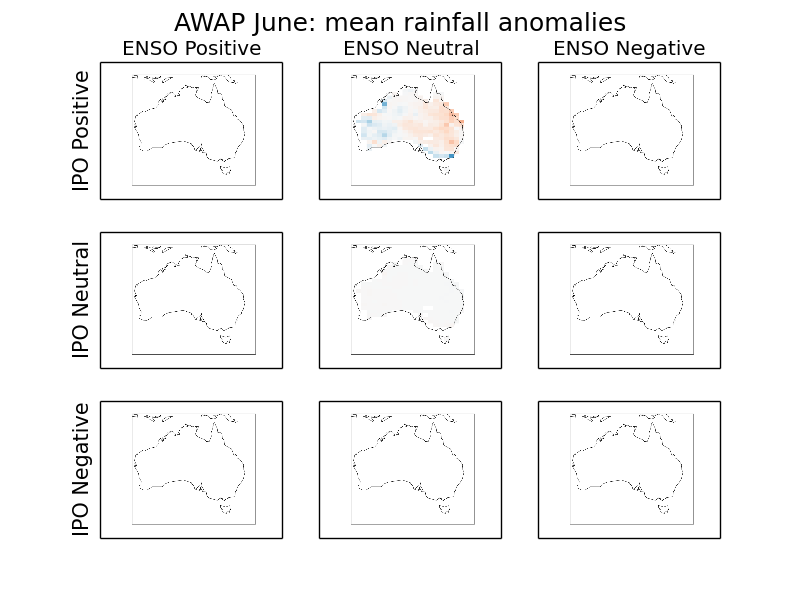 AWAP June: mean rainfall anomalies
ENSO Positive
ENSO Neutral
ENSO Negative
IPO Positive
IPO Neutral
IPO Negative